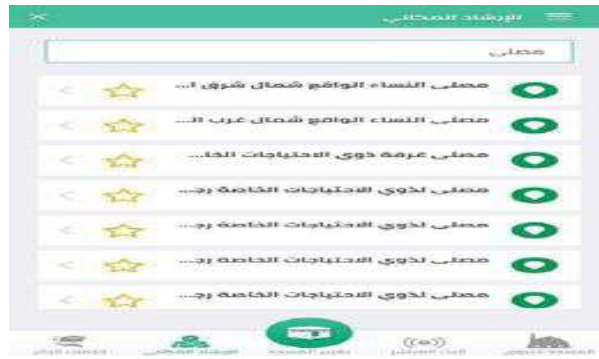 الإرشاد المكاني
مصلى
مصلى النساء الواقع شمال شرق ا...
مصلى النساء الواقع شمال غرب ال...
مصلى غرفة ذوي الاحتياجات الخا...
مصلى لذوي الاحتياجات الخاصة رج...
مصلى لذوي الاحتياجات الخاصة رج...
مصلى لذوي الاحتياجات الخاصة رج...
مصلى لذوي الاحتياجات الخاصة رج...
البث المباشر الإرشاد المكاني